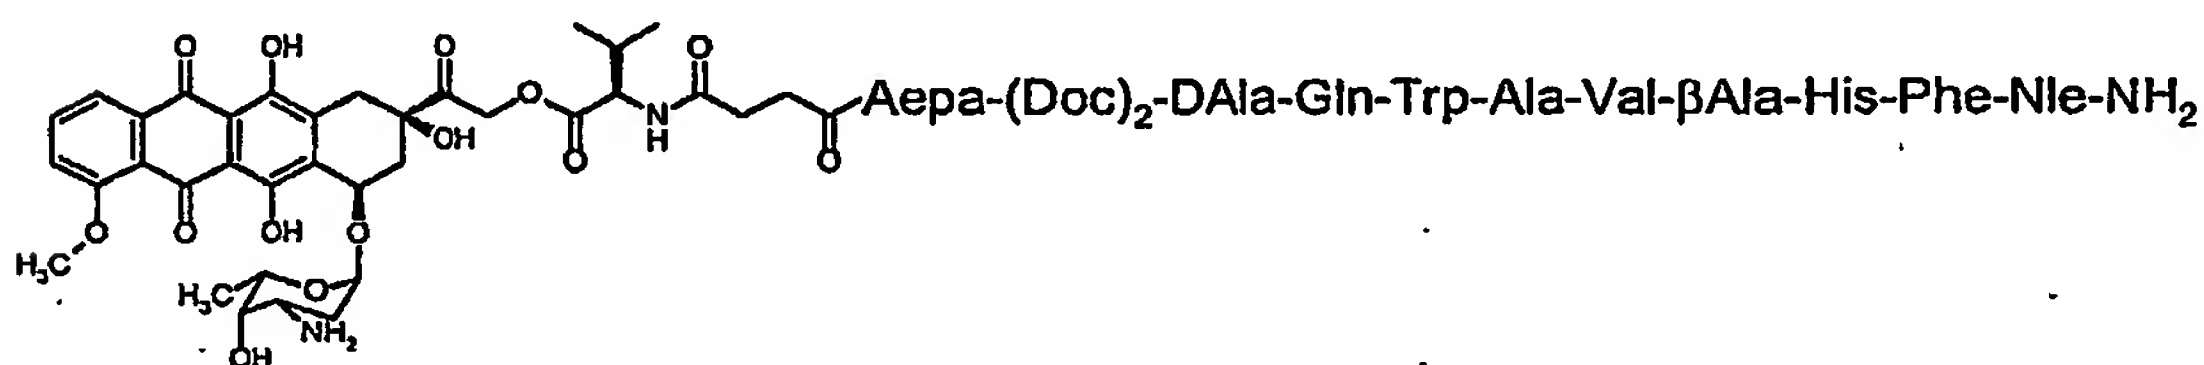 O OH O O
O
OH
O N
H
O
Aepa-(Doc)2-DAla-Gln-Trp-Ala-Val-βAla-His-Phe-Nle-NH2
O O OH O
H3C
H3C O
NH2
OH